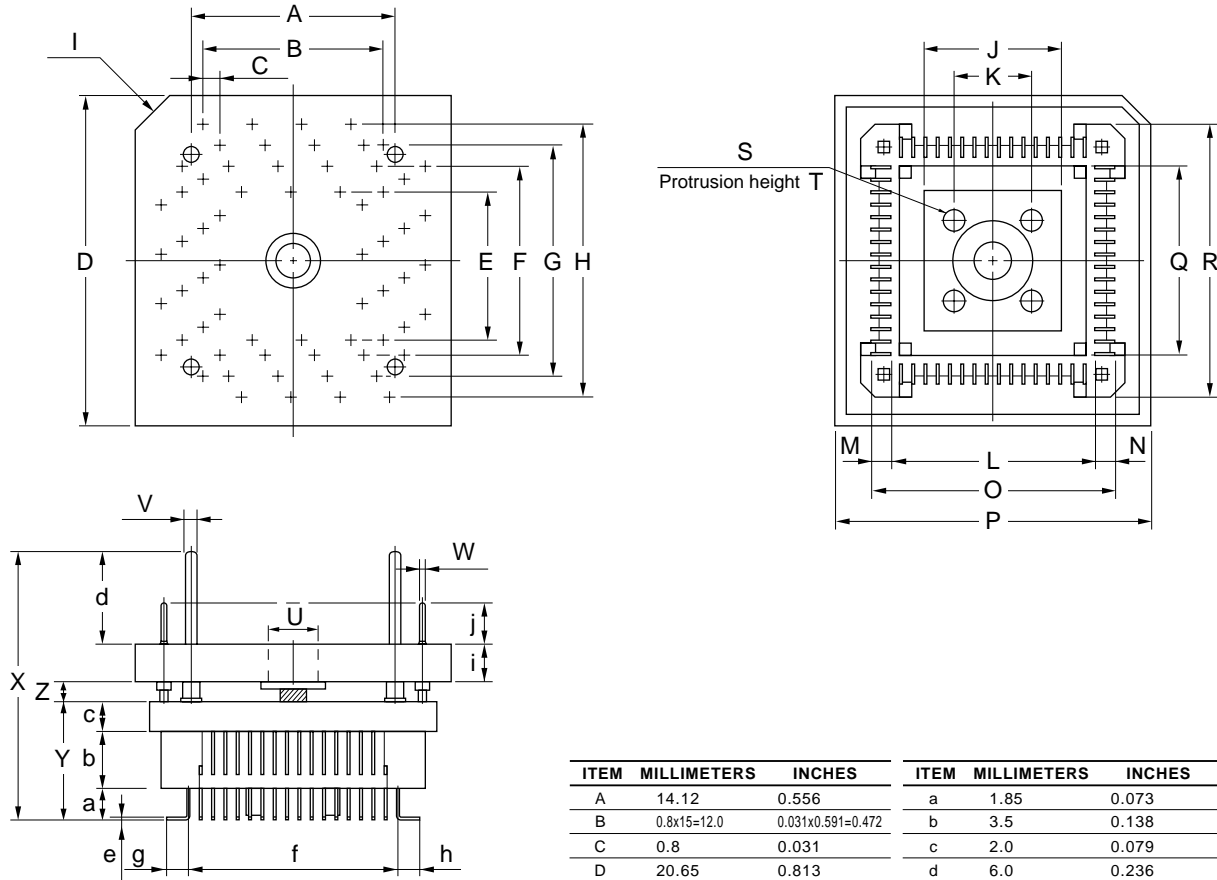 A
B
C
I
D
E
F
G
H
J
K
S
Protrusion height T
Q
R
M
L
N
O
P
V
W
d
j
U
X
i
Z
c
Y
b
a
e
g
f
h
ITEM MILLIMETERS INCHES
A 14.12 0.556
B 0.8x15=12.0 0.031x0.591=0.472
C 0.8 0.031
D 20.65 0.813
ITEM MILLIMETERS INCHES
a 1.85 0.073
b 3.5 0.138
c 2.0 0.079
d 6.0 0.236